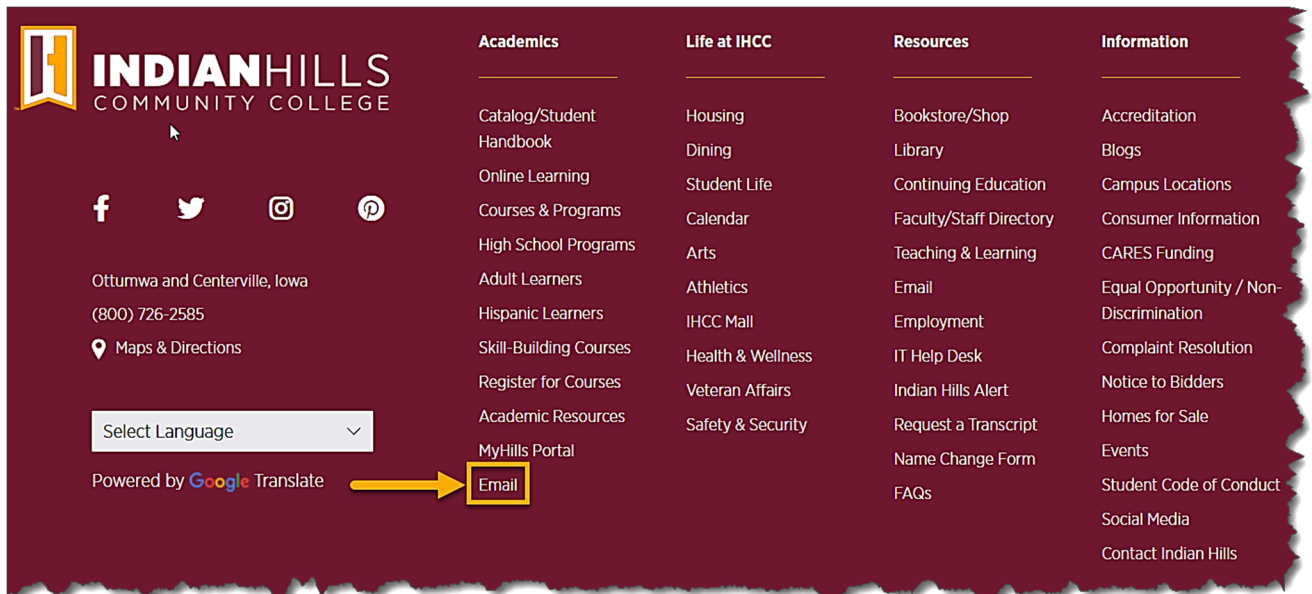 INDIANHILLS
COMMUNITY COLLEGE
Ottumwa and Centerville, Iowa
(800) 726-2585
Maps & Directions
Select Language
Powered by Google Translate
Academics
Catalog/Student
Handbook
Online Learning
Courses & Programs
High School Programs
Adult Learners
Hispanic Learners
Skill-Building Courses
Register for Courses
Academic Resources
MyHills Portal
Email
Life at IHCC
Housing
Dining
Student Life
Calendar
Arts
Athletics
IHCC Mall
Health & Wellness
Veteran Affairs
Safety & Security
Resources
Bookstore/Shop
Library
Continuing Education
Faculty/Staff Directory
Teaching & Learning
Email
Employment
IT Help Desk
Indian Hills Alert
Request a Transcript
Name Change Form
FAQs
Information
Accreditation
Blogs
Campus Locations
Consumer Information
CARES Funding
Equal Opportunity / Non-
Discrimination
Complaint Resolution
Notice to Bidders
Homes for Sale
Events
Student Code of Conduct
Social Media
Contact Indian Hills